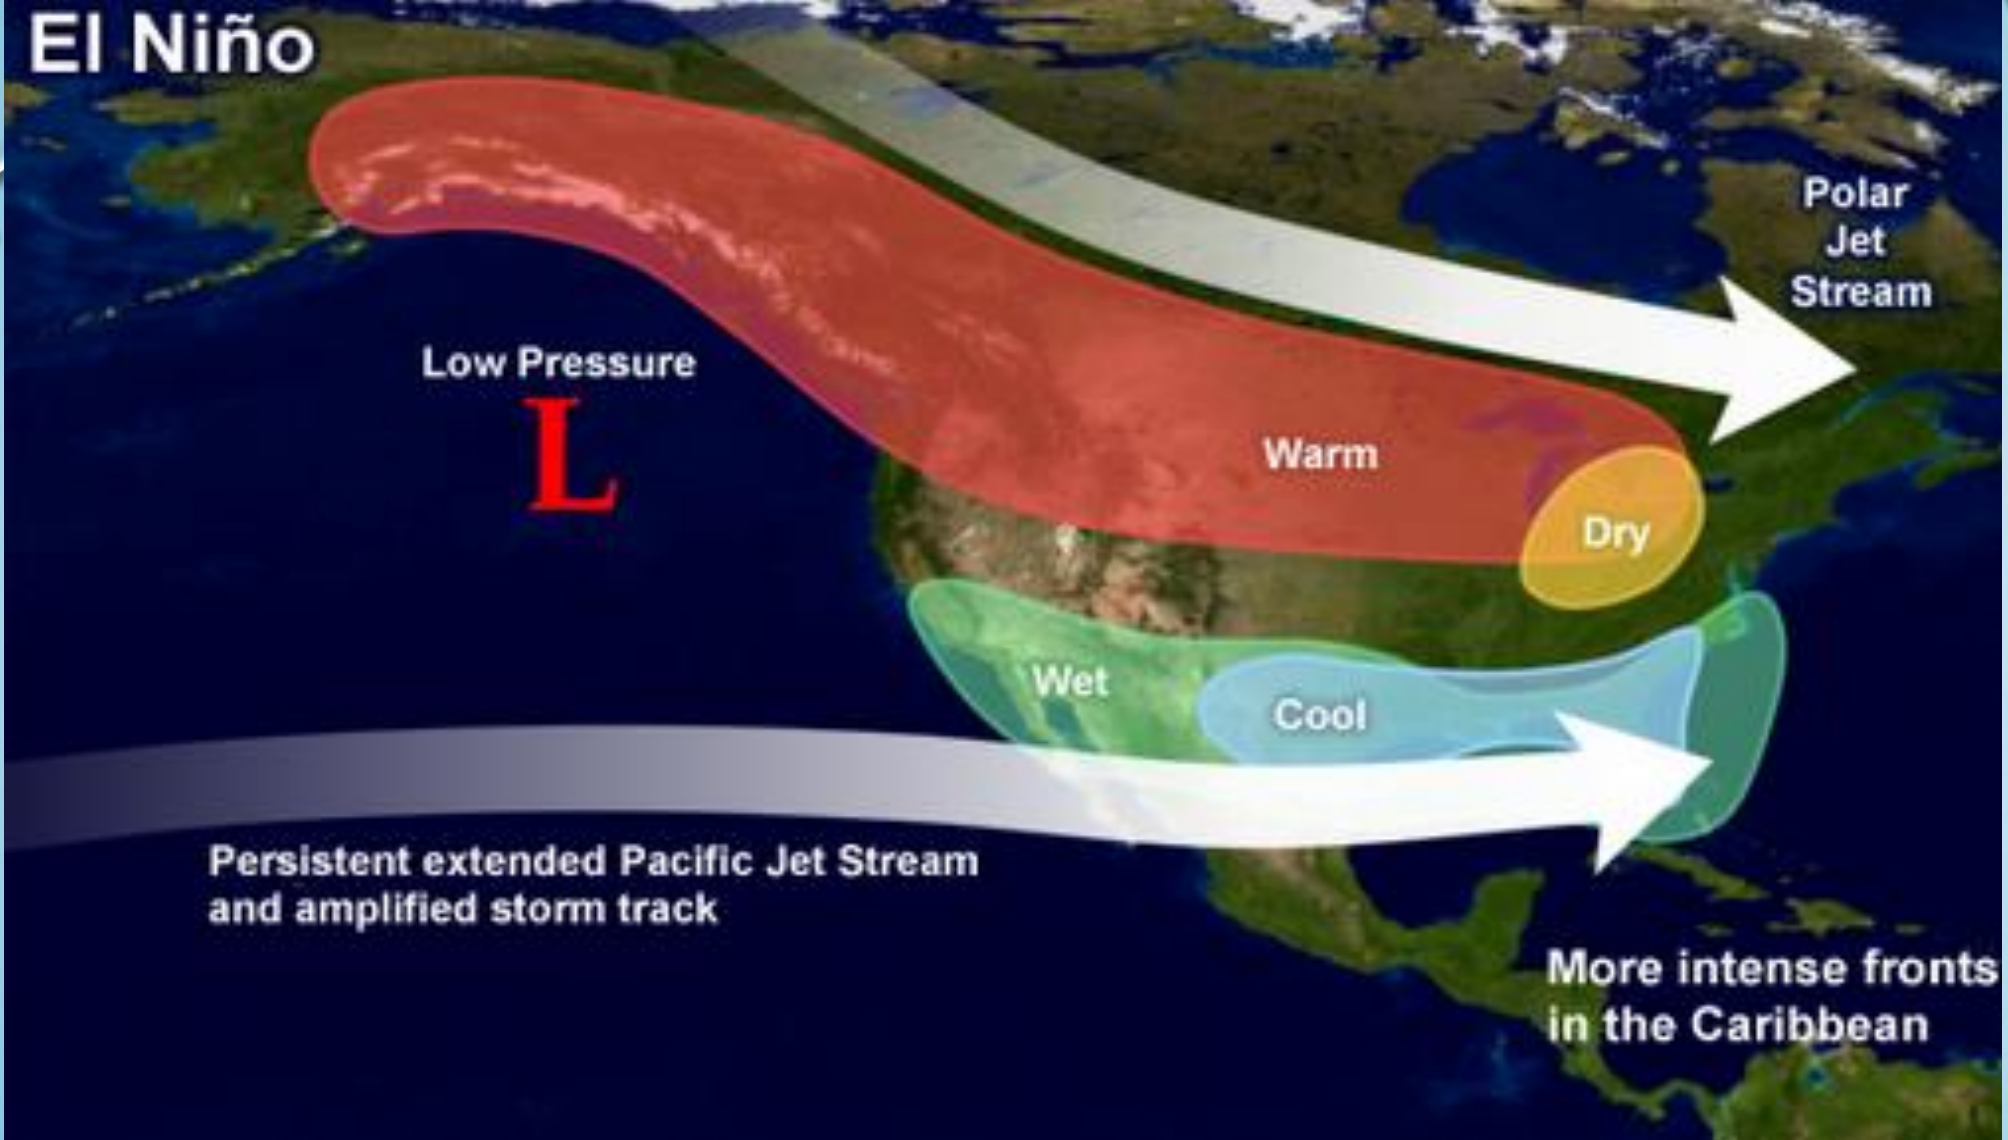 El Niño
Polar
Jet
Stream
Low Pressure
L
Warm
Dry
Wet
Cool
Persistent extended Pacific Jet Stream
and amplified storm track
More intense fronts
in the Caribbean